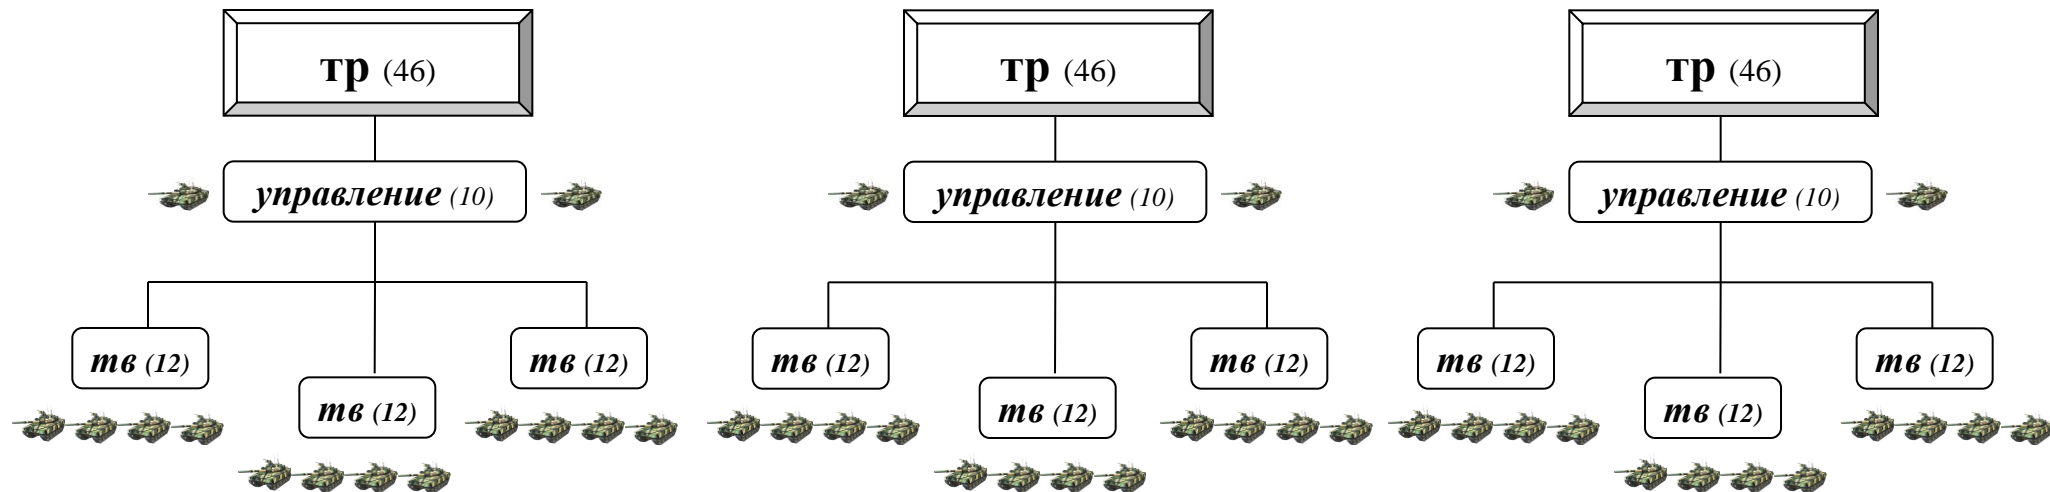 тр (46)
тр (46)
тр (46)
управление (10)
управление (10)
управление (10)
тв (12)
тв (12)
тв (12)
тв (12)
тв (12)
тв (12)
тв (12)
тв (12)
тв (12)